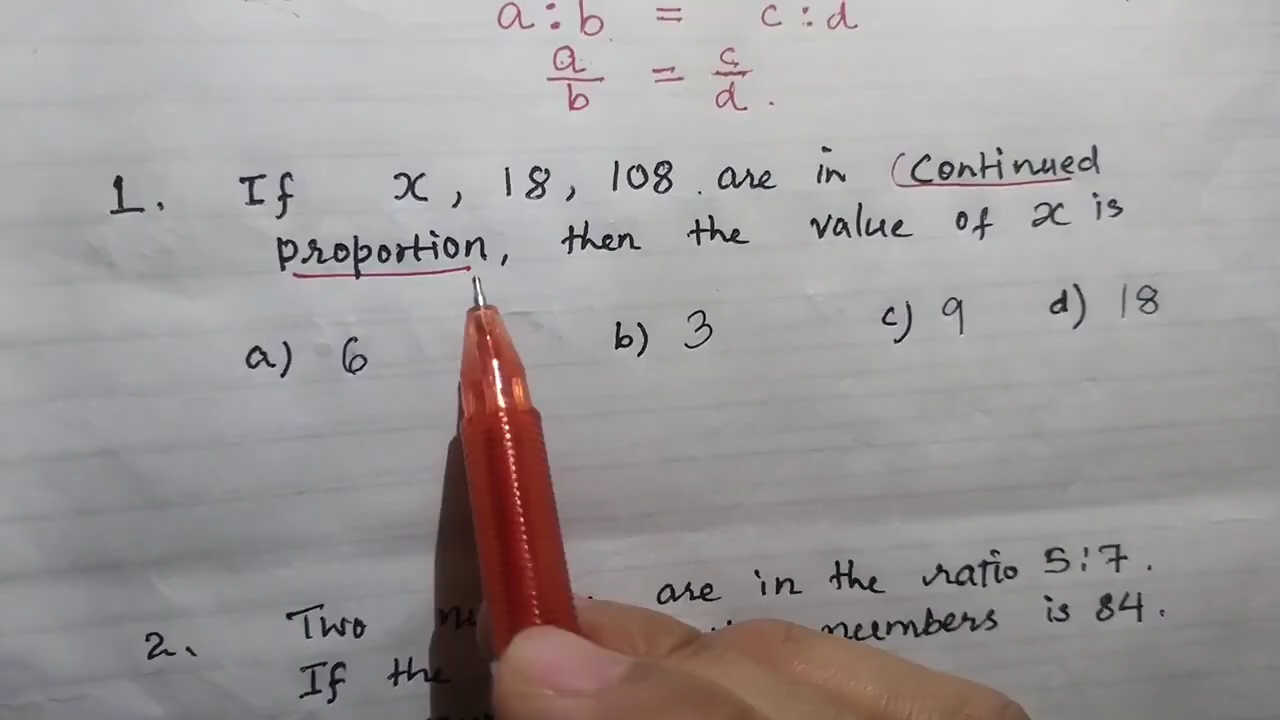 a : b = c : d
a/b = c/d.
1. If x, 18, 108 are in continued
proportion, then the value of x is
a) 6 b) 3 c) 9 d) 18
2. Two are in the ratio 5:7.
If the numbers is 84.